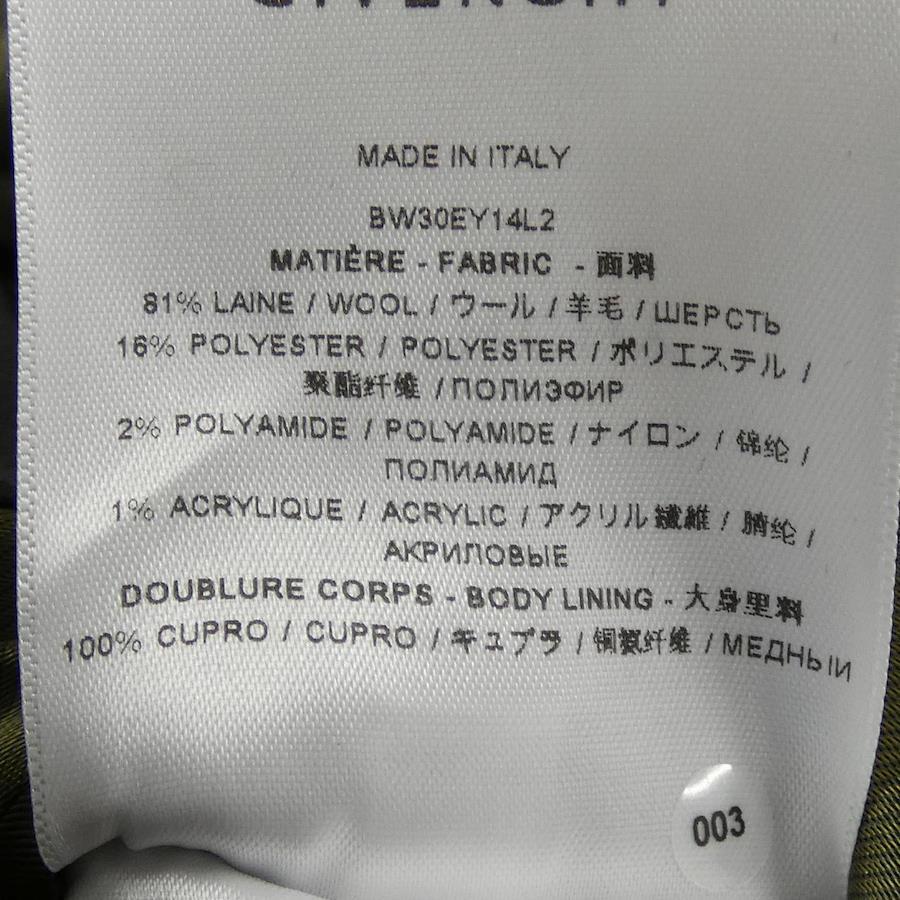 GIVENCHY
MADE IN ITALY
BW30EY14L2
MATIÈRE - FABRIC - 面料
81% LAINE / WOOL / ウール / 羊毛 / ШЕРСТЬ
16% POLYESTER / POLYESTER / ポリエステル /
聚酯纤维 / ПОЛИЭФИР
2% POLYAMIDE / POLYAMIDE / ナイロン / 锦纶 /
ПОЛИАМИД
1% ACRYLIQUE / ACRYLIC / アクリル繊維 / 腈纶 /
АКРИЛОВЫЕ
DOUBLURE CORPS - BODY LINING - 大身里料
100% CUPRO / CUPRO / キュプラ / 铜氨纤维 / МЕДНЫЙ
003